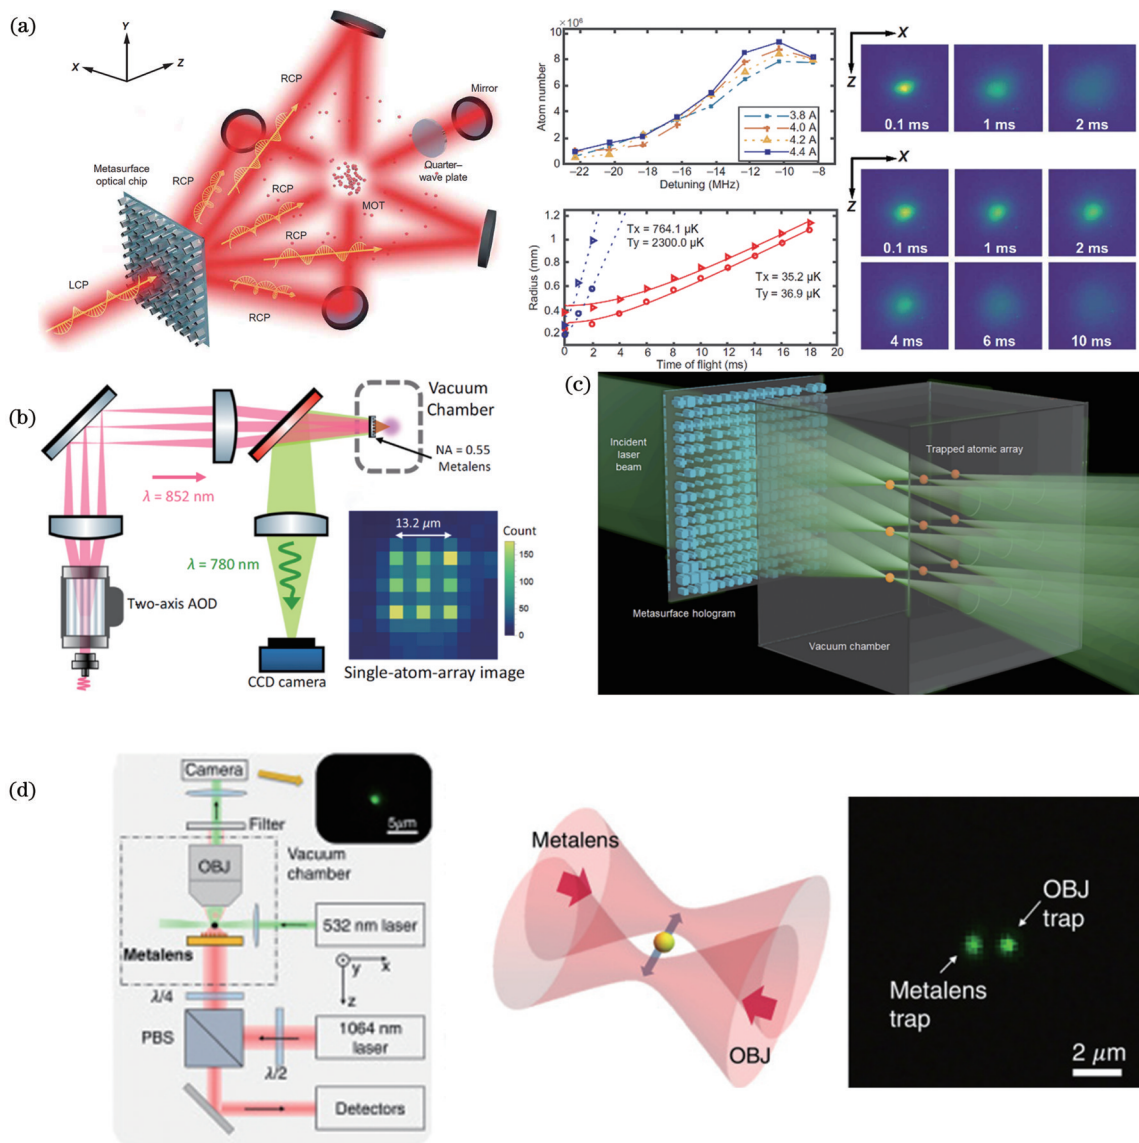 (a)
Y
X
Z
RCP
RCP
Mirror
Metasurface
optical chip
RCP
RCP
Quarter–
wave plate
MOT
RCP
LCP
RCP
×10⁶
10
8
6
4
2
0
Atom number
3.8 A
4.0 A
4.2 A
4.4 A
−22 −20 −18 −16 −14 −12 −10 −8
Detuning (MHz)
X
Z
0.1 ms
1 ms
2 ms
1.2
1.0
0.8
0.6
0.4
0.2
Radius (mm)
Tx = 764.1 μK
Ty = 2300.0 μK
Tx = 35.2 μK
Ty = 36.9 μK
0 2 4 6 8 10 12 14 16 18 20
Time of flight (ms)
X
Z
0.1 ms
1 ms
2 ms
4 ms
6 ms
10 ms
(b)
Vacuum
Chamber
NA = 0.55
Metalens
λ = 852 nm
λ = 780 nm
Two-axis AOD
CCD camera
13.2 μm
Count
150
100
50
0
Single-atom-array image
(c)
Incident
laser
beam
Trapped atomic array
Metasurface hologram
Vacuum chamber
(d)
Camera
5μm
Filter
Vacuum
chamber
OBJ
532 nm laser
Metalens
y
x
z
λ/4
PBS
1064 nm
laser
λ/2
Detectors
Metalens
OBJ
OBJ
trap
Metalens
trap
2 μm